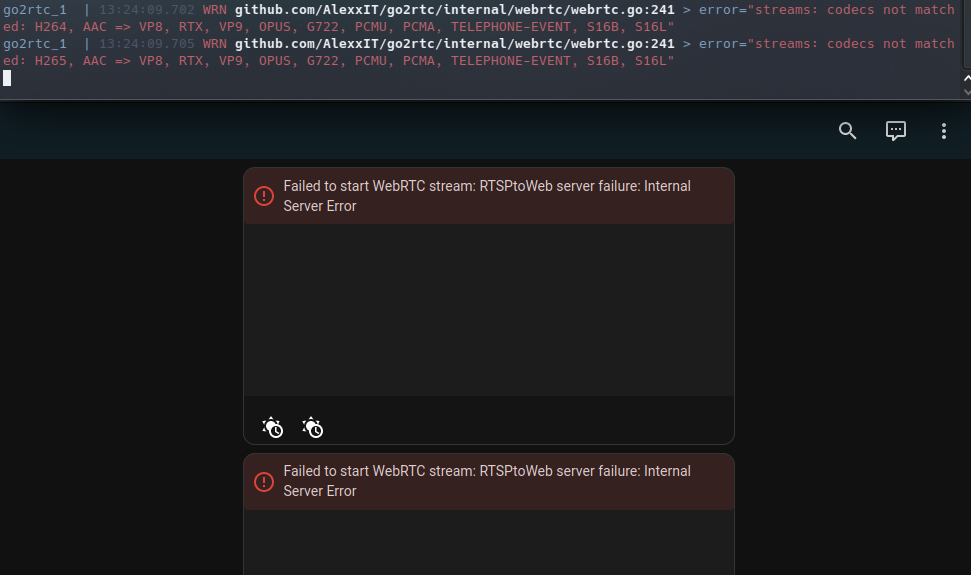 go2rtc_1  | 13:24:09.702 WRN github.com/AlexxIT/go2rtc/internal/webrtc/webrtc.go:241 > error="streams: codecs not match
ed: H264, AAC => VP8, RTX, VP9, OPUS, G722, PCMU, PCMA, TELEPHONE-EVENT, S16B, S16L"
go2rtc_1  | 13:24:09.705 WRN github.com/AlexxIT/go2rtc/internal/webrtc/webrtc.go:241 > error="streams: codecs not match
ed: H265, AAC => VP8, RTX, VP9, OPUS, G722, PCMU, PCMA, TELEPHONE-EVENT, S16B, S16L"
Failed to start WebRTC stream: RTSPtoWeb server failure: Internal
Server Error
Failed to start WebRTC stream: RTSPtoWeb server failure: Internal
Server Error